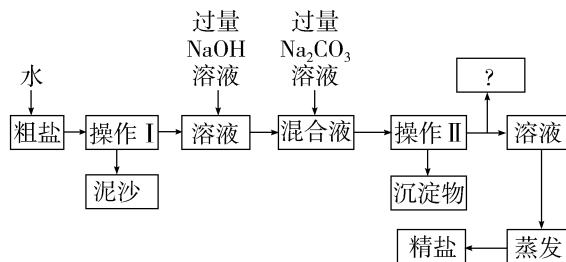 过量
NaOH
溶液
过量
Na₂CO₃
溶液
水
?
粗盐
操作Ⅰ
溶液
混合液
操作Ⅱ
溶液
泥沙
沉淀物
精盐
蒸发